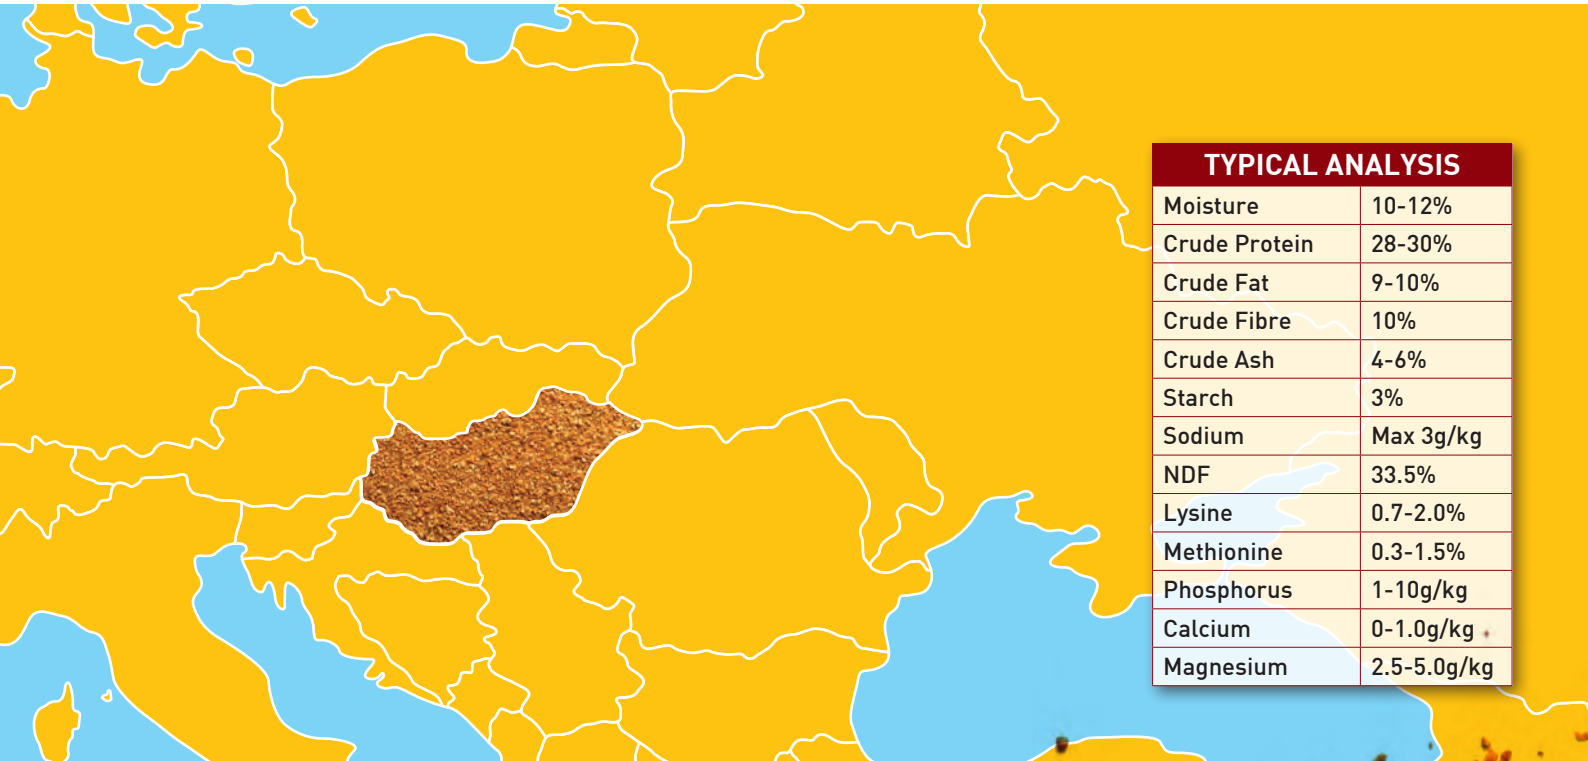 TYPICAL ANALYSIS
Moisture 10-12%
Crude Protein 28-30%
Crude Fat 9-10%
Crude Fibre 10%
Crude Ash 4-6%
Starch 3%
Sodium Max 3g/kg
NDF 33.5%
Lysine 0.7-2.0%
Methionine 0.3-1.5%
Phosphorus 1-10g/kg
Calcium 0-1.0g/kg
Magnesium 2.5-5.0g/kg